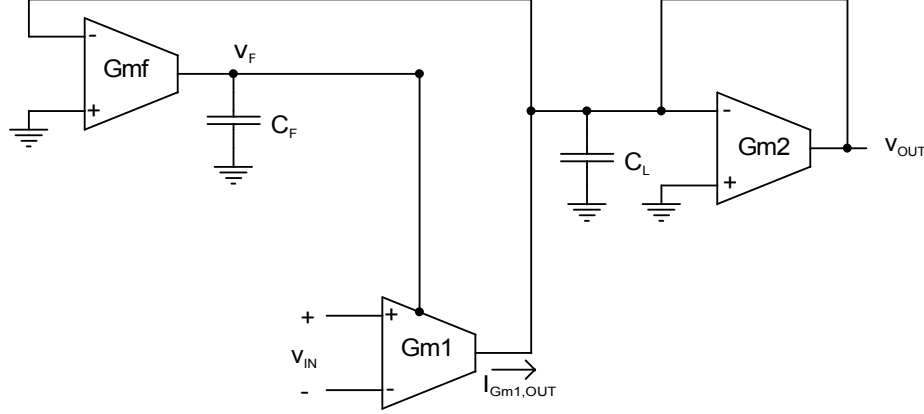 -
Gmf
+
V_F
C_F
-
Gm2
+
V_OUT
C_L
+
V_IN
-
+
Gm1
-
I_Gm1,OUT